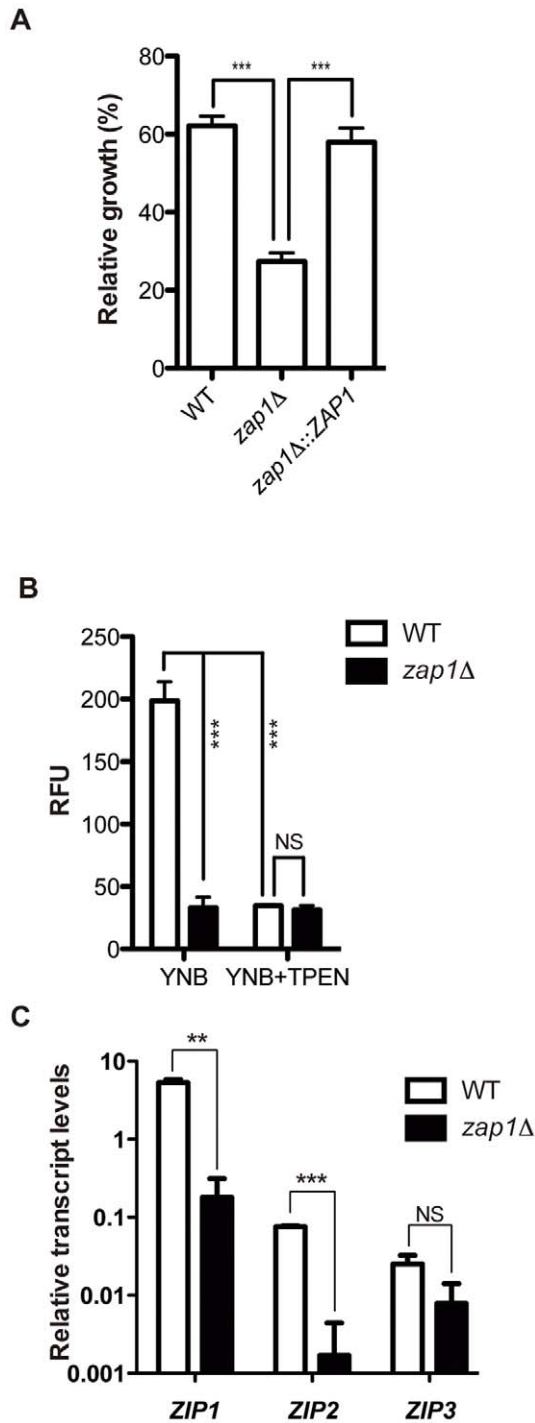 A
Relative growth (%)
80
60
40
20
0
*** ***
WT
zap1Δ
zap1Δ::ZAP1
B
RFU
250
200
150
100
50
0
***
***
NS
WT
zap1Δ
YNB YNB+TPEN
C
Relative transcript levels
10
1
0.1
0.01
0.001
**
***
NS
WT
zap1Δ
ZIP1 ZIP2 ZIP3